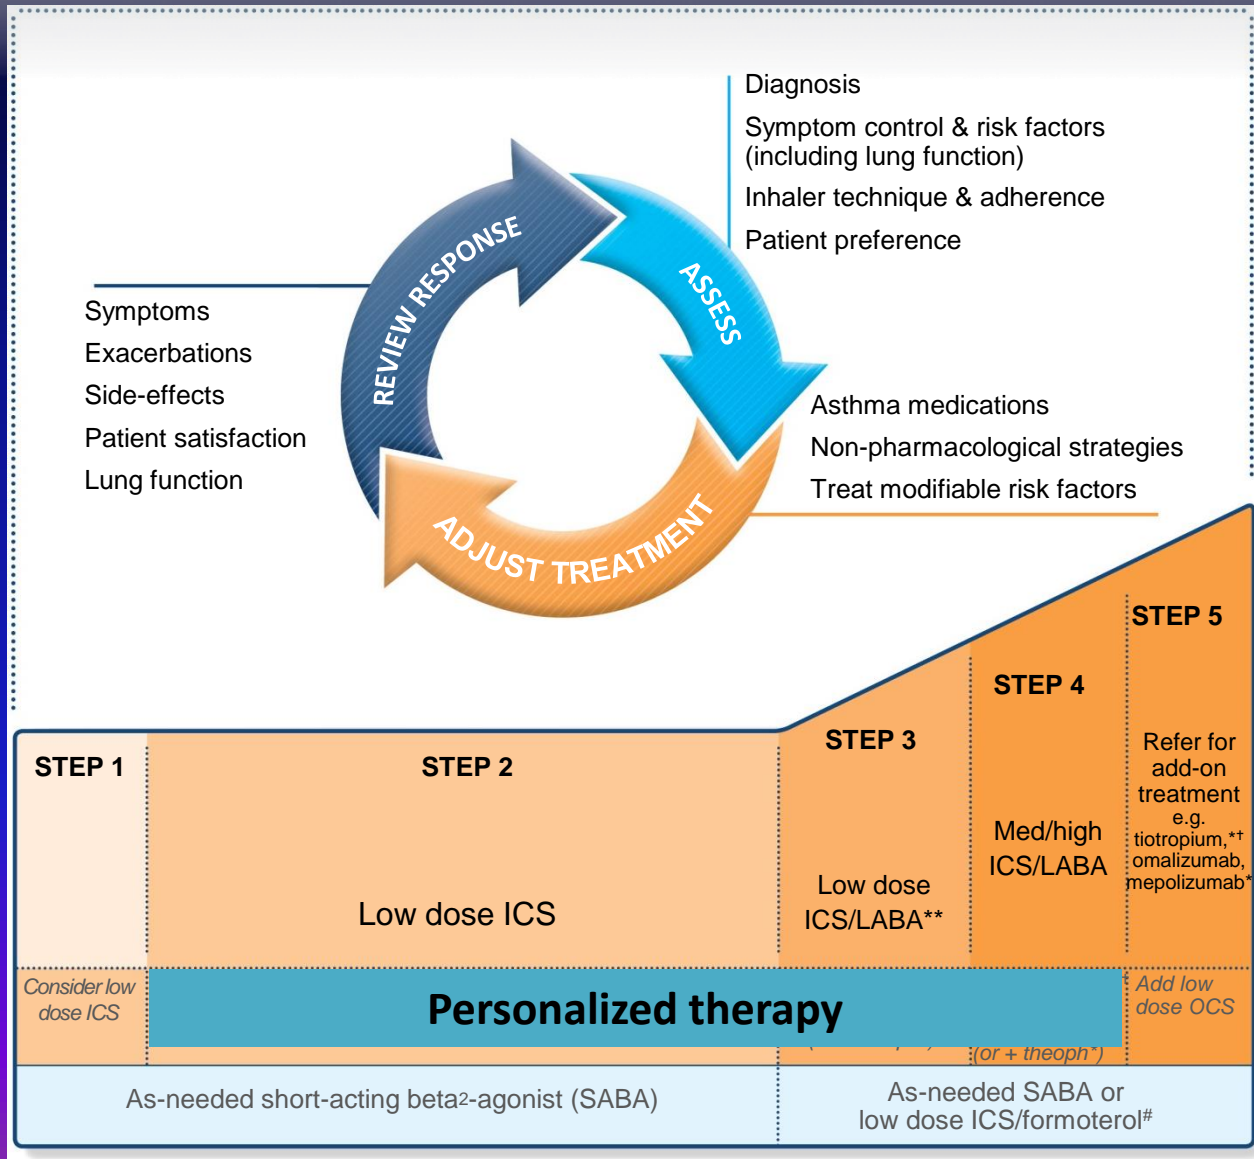 Diagnosis
Symptom control & risk factors
(including lung function)
Inhaler technique & adherence
Patient preference
REVIEW RESPONSE
ASSESS
ADJUST TREATMENT
Symptoms
Exacerbations
Side-effects
Patient satisfaction
Lung function
Asthma medications
Non-pharmacological strategies
Treat modifiable risk factors
STEP 1
STEP 2
STEP 3
STEP 4
STEP 5
Low dose ICS
Low dose
ICS/LABA**
Med/high
ICS/LABA
Refer for
add-on
treatment
e.g.
tiotropium,*†
omalizumab,
mepolizumab*
Consider low
dose ICS
Personalized therapy
(or + theoph*)
Add low
dose OCS
As-needed short-acting beta2-agonist (SABA)
As-needed SABA or
low dose ICS/formoterol#